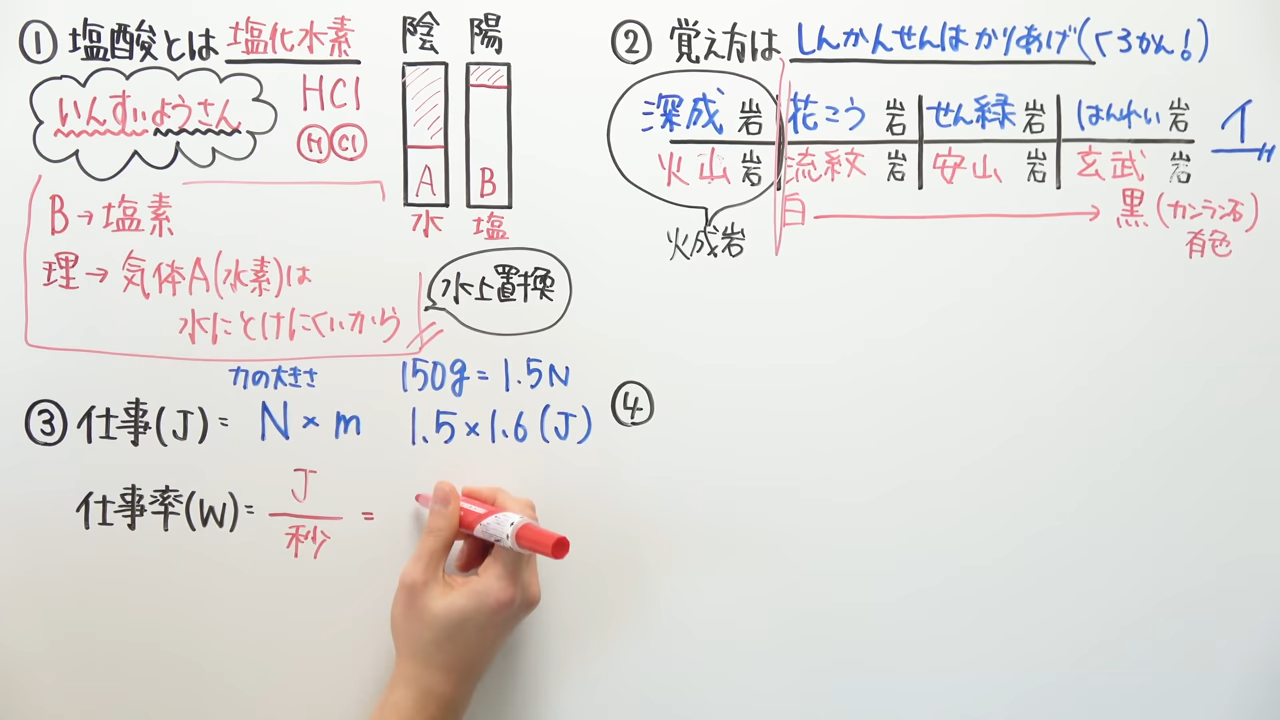 ① 塩酸とは 塩化水素
いんすいようさん
HCl
H Cl
陰 陽
A B
水 塩
B→塩素
理→気体A(水素)は
水にとけにくいから
水上置換
② 覚え方は しんかんせんはかりあげ(くろかん!)
深成岩 花こう岩 せん緑岩 はんれい岩 イ
火山岩 流紋岩 安山岩 玄武岩
白 → 黒(カンラン石)
有色
火成岩
力の大きさ
150g=1.5N
③ 仕事(J)= N×m 1.5×1.6(J)
仕事率(W)= J/秒 =
④